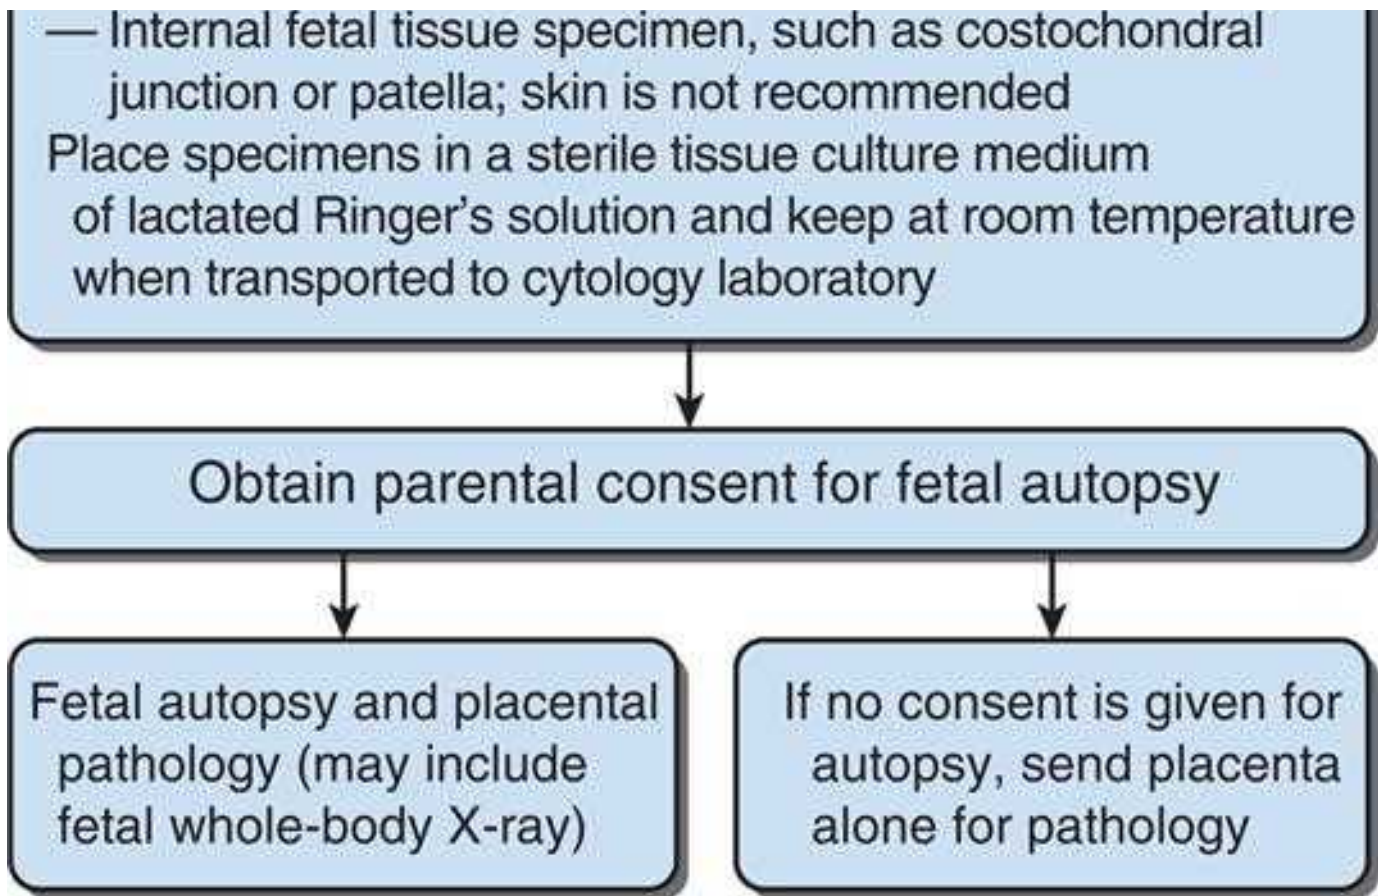 — Internal fetal tissue specimen, such as costochondral
junction or patella; skin is not recommended
Place specimens in a sterile tissue culture medium
of lactated Ringer's solution and keep at room temperature
when transported to cytology laboratory
Obtain parental consent for fetal autopsy
Fetal autopsy and placental
pathology (may include
fetal whole-body X-ray)
If no consent is given for
autopsy, send placenta
alone for pathology